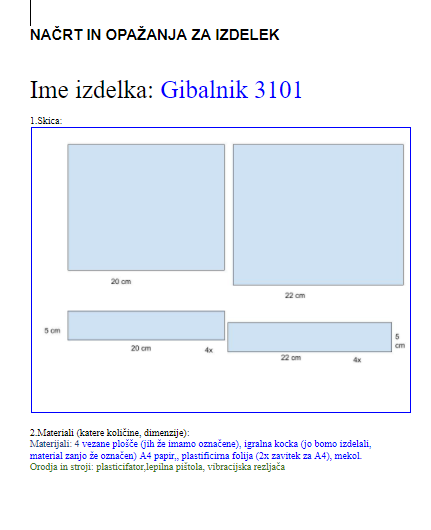 NAČRT IN OPAŽANJA ZA IZDELEK
Ime izdelka: Gibalnik 3101
1.Skica:
20 cm
22 cm
5 cm
20 cm
4x
22 cm
4x
5
cm
2.Materiali (katere količine, dimenzije):
Materijali: 4 vezane plošče (jih že imamo označene), igralna kocka (jo bomo izdelali,
material zanjo že označen) A4 papir,, plastificirna folija (2x zavitek za A4), mekol.
Orodja in stroji: plasticifator,lepilna pištola, vibracijska rezljača